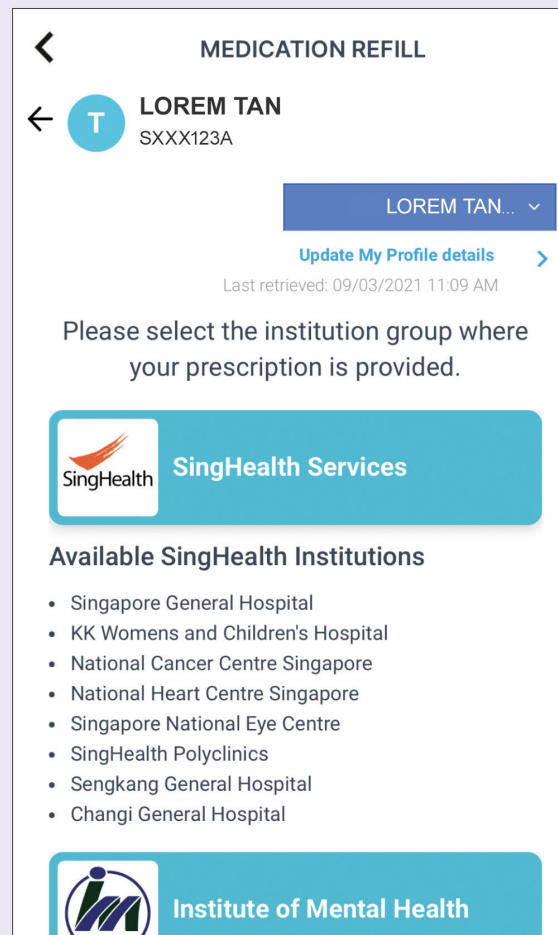 MEDICATION REFILL
T
LOREM TAN
SXXX123A
LOREM TAN...
Update My Profile details
Last retrieved: 09/03/2021 11:09 AM
Please select the institution group where
your prescription is provided.
SingHealth
SingHealth Services
Available SingHealth Institutions
• Singapore General Hospital
• KK Womens and Children's Hospital
• National Cancer Centre Singapore
• National Heart Centre Singapore
• Singapore National Eye Centre
• SingHealth Polyclinics
• Sengkang General Hospital
• Changi General Hospital
im
Institute of Mental Health